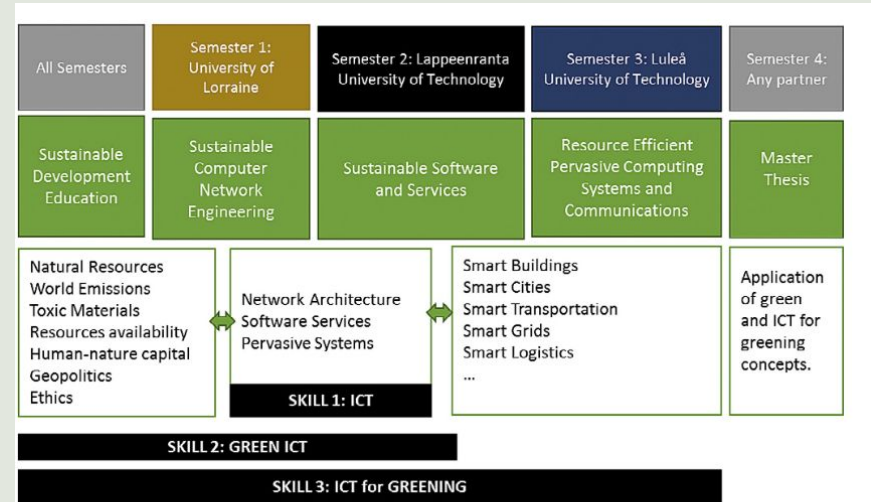 All Semesters
Semester 1:
University of
Lorraine
Semester 2: Lappeenranta
University of Technology
Semester 3: Luleå
University of Technology
Semester 4:
Any partner
Sustainable
Development
Education
Sustainable
Computer
Network
Engineering
Sustainable Software
and Services
Resource Efficient
Pervasive Computing
Systems and
Communications
Master
Thesis
Natural Resources
World Emissions
Toxic Materials
Resources availability
Human-nature capital
Geopolitics
Ethics
Network Architecture
Software Services
Pervasive Systems
SKILL 1: ICT
Smart Buildings
Smart Cities
Smart Transportation
Smart Grids
Smart Logistics
...
Application
of green
and ICT for
greening
concepts.
SKILL 2: GREEN ICT
SKILL 3: ICT for GREENING